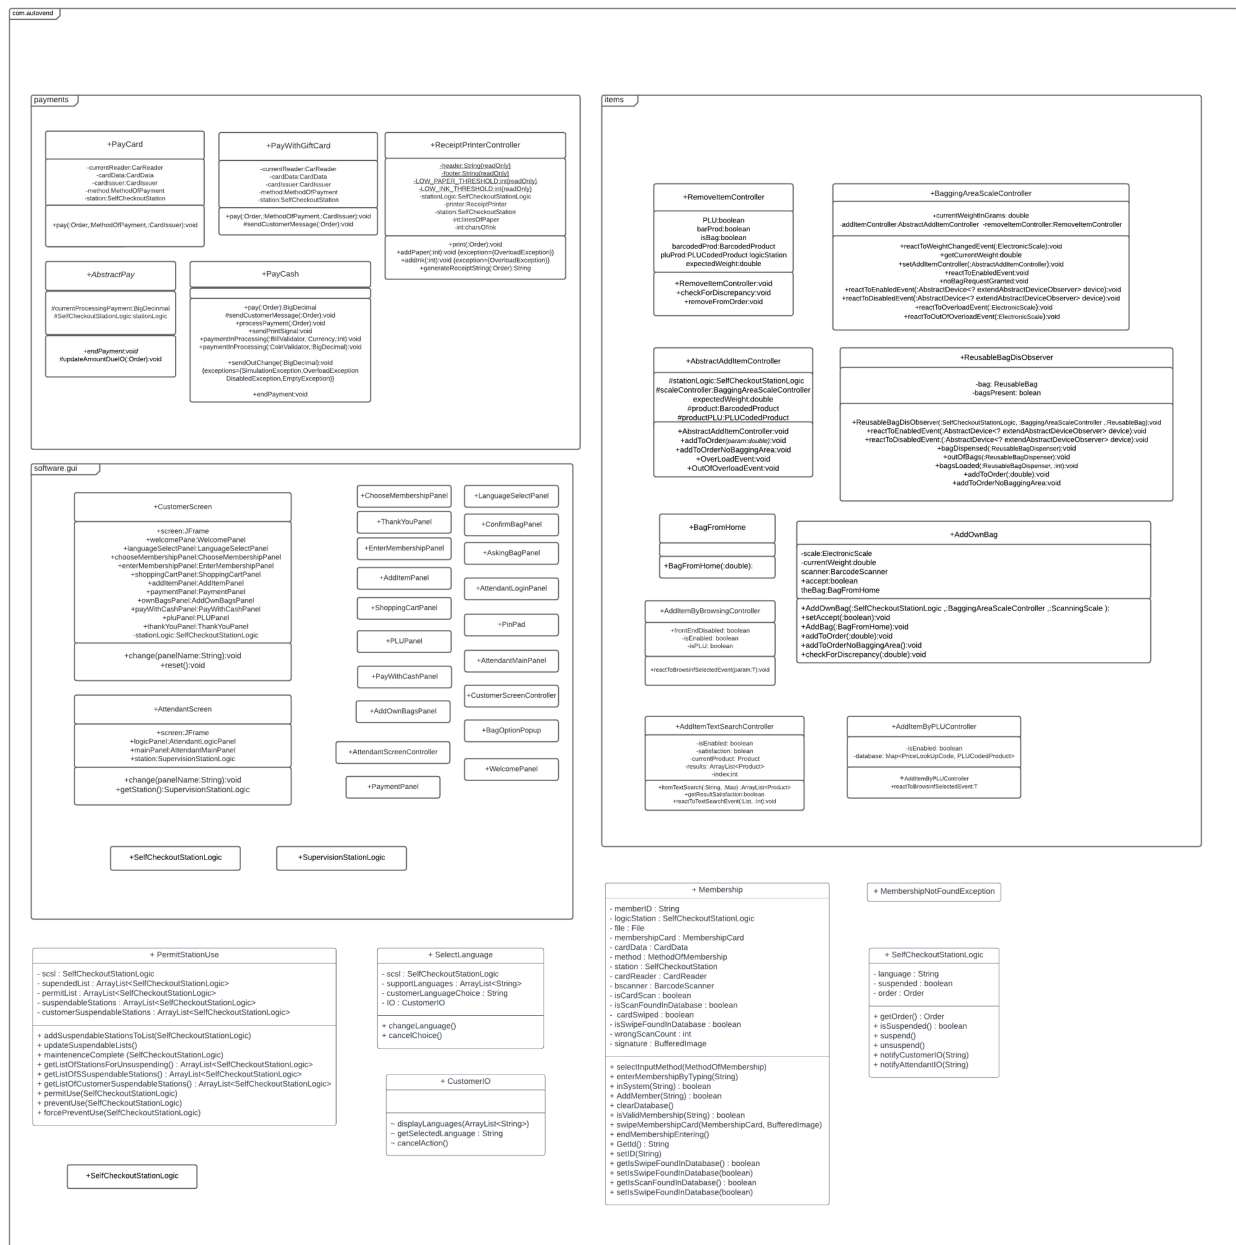 com.autovend
payments
+PayCard
-currentReader:CarReader
-cardData:CardData
-cardIssuer:CardIssuer
-method:MethodOfPayment
-station:SelfCheckoutStation
+pay(:Order,:MethodOfPayment,:CardIssuer):void
+PayWithGiftCard
-currentReader:CarReader
-cardData:CardData
-cardIssuer:CardIssuer
-method:MethodOfPayment
-station:SelfCheckoutStation
+pay(:Order,:MethodOfPayment,:CardIssuer):void
#sendCustomerMessage(:Order):void
+ReceiptPrinterController
-header:String{readOnly}
-footer:String{readOnly}
-LOW_PAPER_THRESHOLD:int{readOnly}
-LOW_INK_THRESHOLD:int{readOnly}
-stationLogic:SelfCheckoutStationLogic
-printer:ReceiptPrinter
-station:SelfCheckoutStation
-int:linesOfPaper
-int:charsOfInk
+print(:Order):void
+addPaper(:int):void {exception={OverloadException}}
+addInk(:int):void {exception={OverloadException}}
+generateReceiptString(:Order):String
+AbstractPay
#currentProcessingPayment:BigDecinmal
#SelfCheckoutStationLogic:stationLogic
+endPayment:void
#updateAmountDueIO(:Order):void
+PayCash
+pay(:Order):BigDecimal
#sendCustomerMessage(:Order):void
+processPayment(:Order):void
+sendPrintSignal:void
+paymentInProcessing(:BillValidator,:Currency,:int):void
+paymentInProcessing(:CoinValidator,:BigDecimal):void
+sendOutChange(:BigDecimal):void
{exceptions={SimulationException,OverloadException
DisabledException,EmptyException}}
+endPayment:void
software.gui
+CustomerScreen
+screen:JFrame
+welcomePane:WelcomePanel
+languageSelectPanel:LanguageSelectPanel
+chooseMembershipPanel:ChooseMembershipPanel
+enterMembershipPanel:EnterMembershipPanel
+shoppingCartPanel:ShoppingCartPanel
+addItemPanel:AddItemPanel
+paymentPanel:PaymentPanel
+ownBagsPanel:AddOwnBagsPanel
+payWithCashPanel:PayWithCashPanel
+pluPanel:PLUPanel
+thankYouPanel:ThankYouPanel
-stationLogic:SelfCheckoutStationLogic
+change(panelName:String):void
+reset():void
+AttendantScreen
+screen:JFrame
+logicPanel:AttendantLogicPanel
+mainPanel:AttendantMainPanel
+station:SupervisionStationLogic
+change(panelName:String):void
+getStation():SupervisionStationLogic
+ChooseMembershipPanel
+ThankYouPanel
+EnterMembershipPanel
+AddItemPanel
+ShoppingCartPanel
+PLUPanel
+PayWithCashPanel
+AddOwnBagsPanel
+AttendantScreenController
+PaymentPanel
+LanguageSelectPanel
+ConfirmBagPanel
+AskingBagPanel
+AttendantLoginPanel
+PinPad
+AttendantMainPanel
+CustomerScreenController
+BagOptionPopup
+WelcomePanel
+SelfCheckoutStationLogic
+SupervisionStationLogic
items
+RemoveItemController
PLU:boolean
barProd:boolean
isBag:boolean
barcodedProd:BarcodedProduct
pluProd:PLUCodedProduct logicStation
expectedWeight:double
+RemoveItemController:void
+checkForDiscrepancy:void
+removeFromOrder:void
+BaggingAreaScaleController
+currentWeightInGrams: double
-addItemController:AbstractAddItemController -removeItemController:RemoveItemController
+reactToWeightChangedEvent(:ElectronicScale):void
+getCurrentWeight:double
+setAddItemController(:AbstractAddItemController):void
+reactToEnabledEvent:void
+noBagRequestGranted:void
+reactToEnabledEvent(:AbstractDevice<? extendAbstractDeviceObserver> device):void
+reactToDisabledEvent(:AbstractDevice<? extendAbstractDeviceObserver> device):void
+reactToOverloadEvent(:ElectronicScale):void
+reactToOutOfOverloadEvent(:ElectronicScale):void
+AbstractAddItemController
#stationLogic:SelfCheckoutStationLogic
#scaleController:BaggingAreaScaleController
expectedWeight:double
#product:BarcodedProduct
#productPLU:PLUCodedProduct
+AbstractAddItemController:void
+addToOrder(param:double):void
+addToOrderNoBaggingArea:void
+OverLoadEvent:void
+OutOfOverloadEvent:void
+ReusableBagDisObserver
-bag: ReusableBag
-bagsPresent: bolean
+ReusableBagDisObserver(:SelfCheckoutStationLogic, :BaggingAreaScaleController ,:ReusableBag):void
+reactToEnabledEvent(:AbstractDevice<? extendAbstractDeviceObserver> device):void
+reactToDisabledEvent:(:AbstractDevice<? extendAbstractDeviceObserver> device):void
+bagDispensed(:ReusableBagDispenser):void
+outOfBags(:ReusableBagDispenser):void
+bagsLoaded(:ReusableBagDispenser, :int):void
+addToOrder(:double):void
+addToOrderNoBaggingArea:void
+BagFromHome
+BagFromHome(:double):
+AddOwnBag
-scale:ElectronicScale
-currentWeight:double
scanner:BarcodeScanner
+accept:boolean
theBag:BagFromHome
+AddOwnBag(:SelfCheckoutStationLogic ,:BaggingAreaScaleController ,:ScanningScale ):
+setAccept(:boolean):void
+AddBag(:BagFromHome):void
+addToOrder(:double):void
+addToOrderNoBaggingArea():void
+checkForDiscrepancy(:double):void
+AddItemByBrowsingController
+frontEndDisabled: boolean
-isEnabled: boolean
-isPLU: boolean
+reactToBrowsinfSelectedEvent(param:T):void
+AddItemTextSearchController
-isEnabled: boolean
-satisfaction: bolean
-currentProduct: Product
-results: ArrayList<Product>
-index:int
+itemTextSearch(:String, :Map) :ArrayList<Product>
+getResultSatisfaction:boolean
+reactToTextSearchEvent(:List, :int):void
+AddItemByPLUController
-isEnabled: boolean
-database: Map<PriceLookUpCode, PLUCodedProduct>
+AddItemByPLUController
+reactToBrowsinfSelectedEvent:T
+ PermitStationUse
- scsl : SelfCheckoutStationLogic
- supendedList : ArrayList<SelfCheckoutStationLogic>
- permitList : ArrayList<SelfCheckoutStationLogic>
- suspendableStations : ArrayList<SelfCheckoutStationLogic>
- customerSuspendableStations : ArrayList<SelfCheckoutStationLogic>
+ addSuspendableStationsToList(SelfCheckoutStationLogic)
+ updateSuspendableLists()
+ maintenenceComplete (SelfCheckoutStationLogic)
+ getListOfStationsForUnsuspending() : ArrayList<SelfCheckoutStationLogic>
+ getListOfSSuspendableStations() : ArrayList<SelfCheckoutStationLogic>
+ getListOfCustomerSuspendableStations() : ArrayList<SelfCheckoutStationLogic>
+ permitUse(SelfCheckoutStationLogic)
+ preventUse(SelfCheckoutStationLogic)
+ forcePreventUse(SelfCheckoutStationLogic)
+SelfCheckoutStationLogic
+ SelectLanguage
- scsl : SelfCheckoutStationLogic
- supportLanguages : ArrayList<String>
- customerLanguageChoice : String
- IO : CustomerIO
+ changeLanguage()
+ cancelChoice()
+ CustomerIO
~ displayLanguages(ArrayList<String>)
~ getSelectedLanguage : String
~ cancelAction()
+ Membership
- memberID : String
- logicStation : SelfCheckoutStationLogic
- file : File
- membershipCard : MembershipCard
- cardData : CardData
- method : MethodOfMembership
- station : SelfCheckoutStation
- cardReader : CardReader
- bscanner : BarcodeScanner
- isCardScan : boolean
- isScanFoundInDatabase : boolean
- cardSwiped : boolean
- isSwipeFoundInDatabase : boolean
- wrongScanCount : int
- signature : BufferedImage
+ selectInputMethod(MethodOfMembership)
+ enterMembershipByTyping(String)
+ inSystem(String) : boolean
+ AddMember(String) : boolean
+ clearDatabase()
+ isValidMembership(String) : boolean
+ swipeMembershipCard(MembershipCard, BufferedImage)
+ endMembershipEntering()
+ GetId() : String
+ setID(String)
+ getIsSwipeFoundInDatabase() : boolean
+ setIsSwipeFoundInDatabase(boolean)
+ getIsScanFoundInDatabase() : boolean
+ setIsSwipeFoundInDatabase(boolean)
+ MembershipNotFoundException
+ SelfCheckoutStationLogic
- language : String
- suspended : boolean
- order : Order
+ getOrder() : Order
+ isSuspended() : boolean
+ suspend()
+ unsuspend()
+ notifyCustomerIO(String)
+ notifyAttendantIO(String)